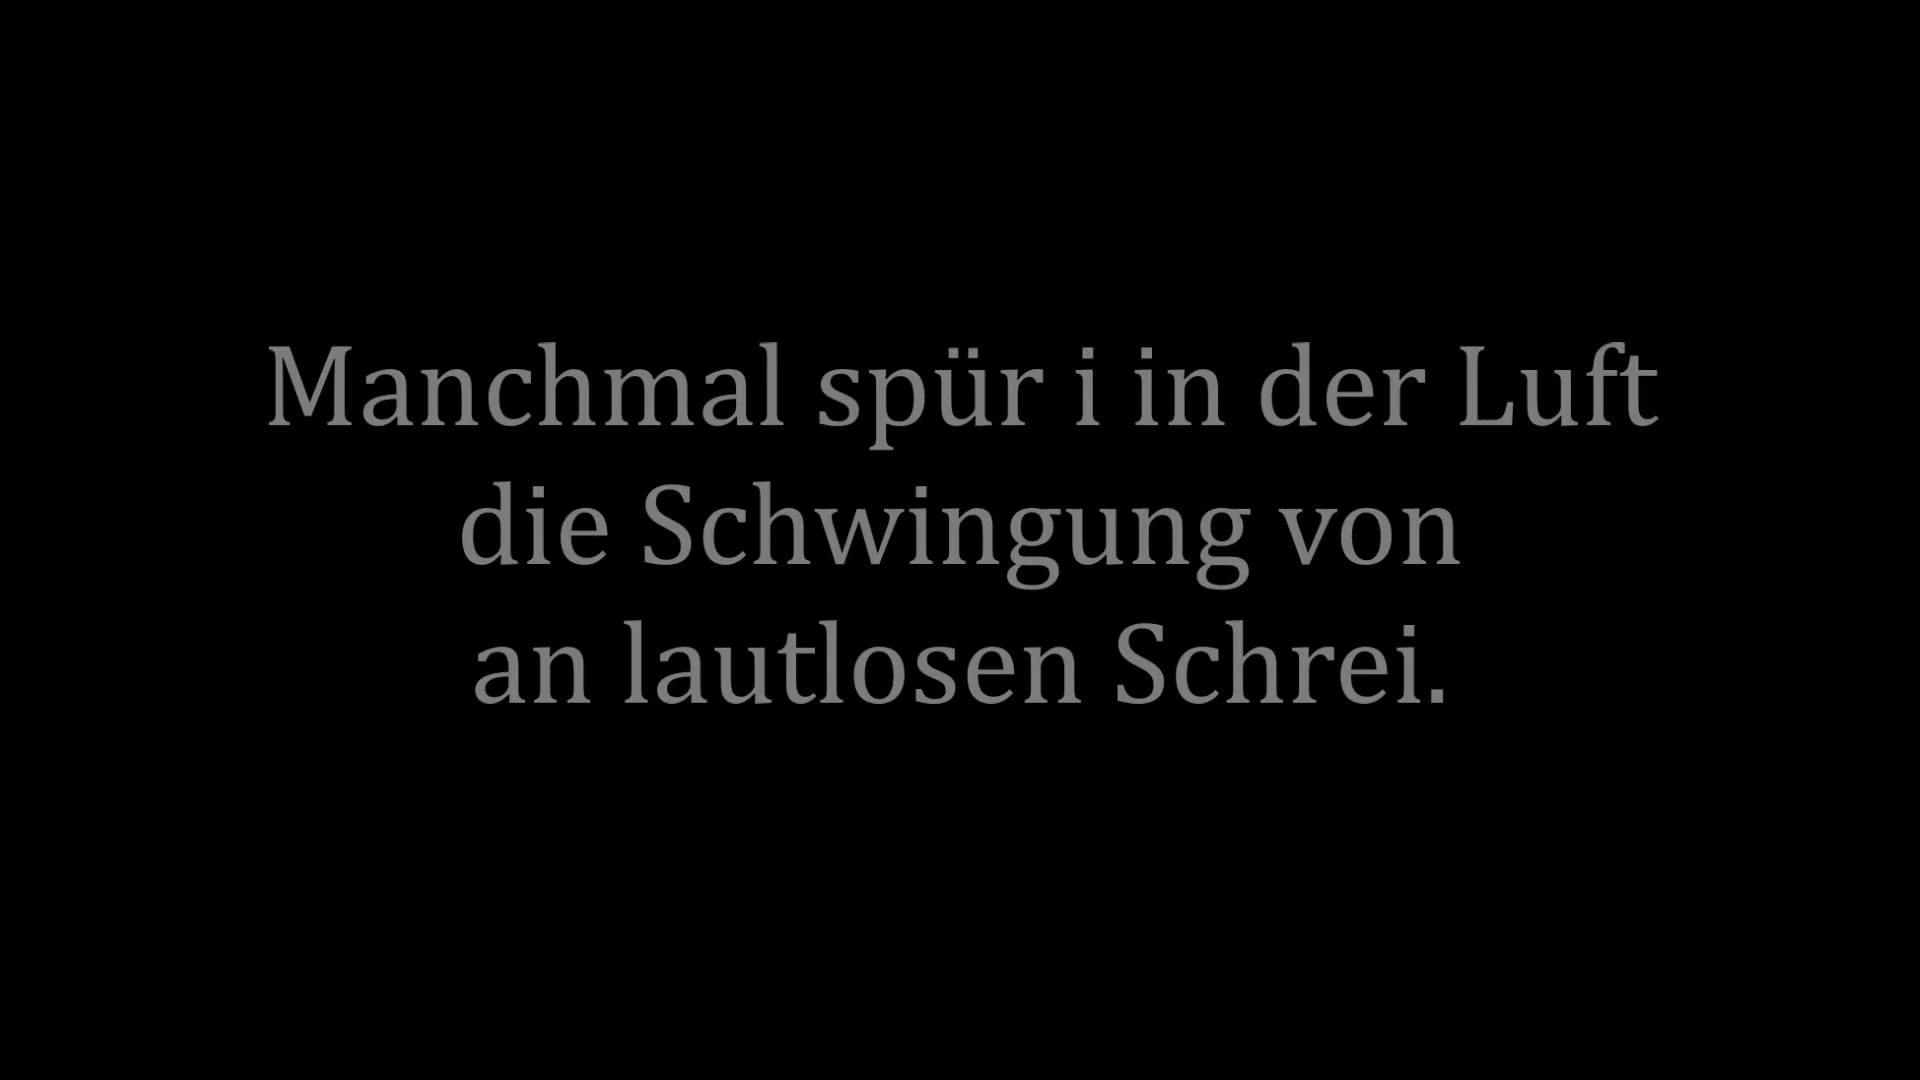 Manchmal spür i in der Luft
die Schwingung von
an lautlosen Schrei.